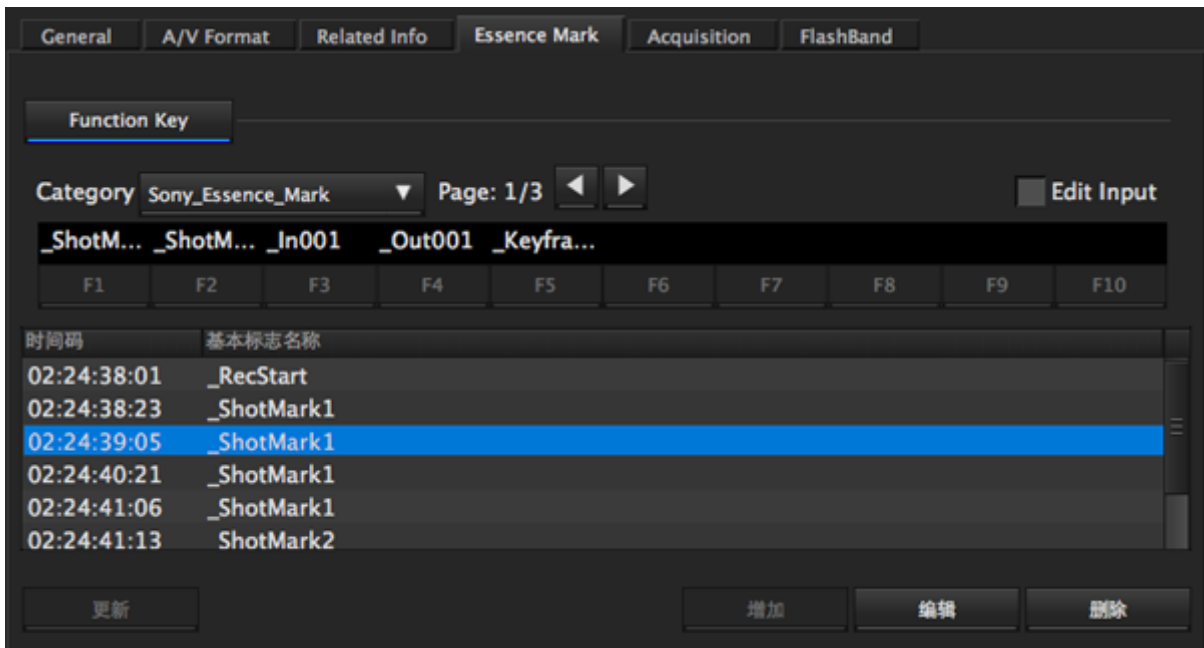 General A/V Format Related Info Essence Mark Acquisition FlashBand
Function Key
Category Sony_Essence_Mark Page: 1/3 Edit Input
_ShotM... _ShotM... _In001 _Out001 _Keyfra...
F1 F2 F3 F4 F5 F6 F7 F8 F9 F10
时间码 基本标志名称
02:24:38:01 _RecStart
02:24:38:23 _ShotMark1
02:24:39:05 _ShotMark1
02:24:40:21 _ShotMark1
02:24:41:06 _ShotMark1
02:24:41:13 ShotMark2
更新 增加 编辑 删除